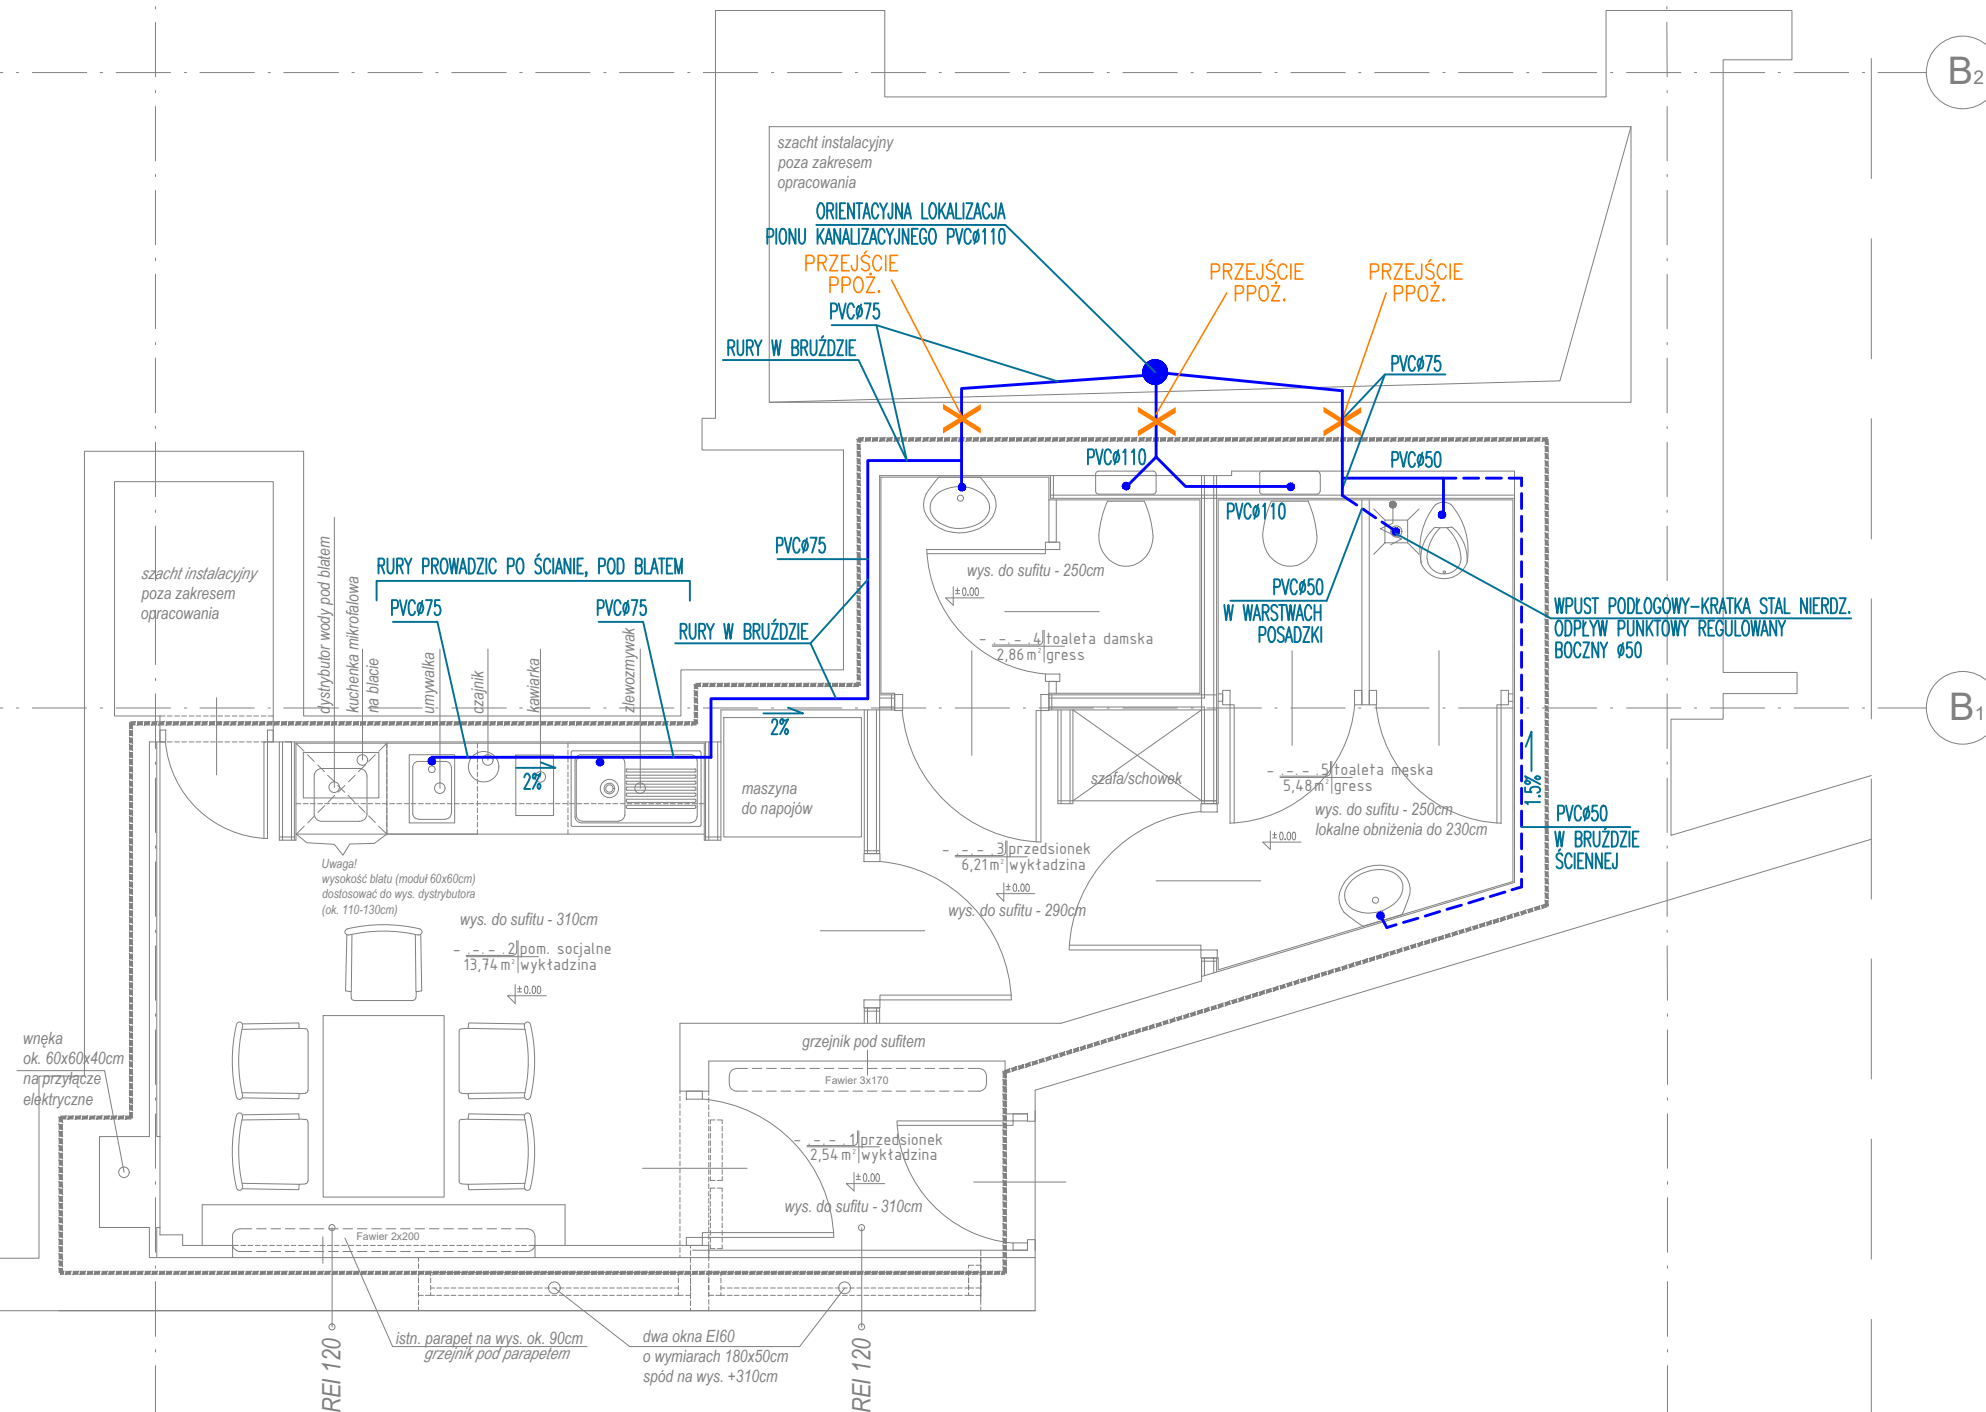 B2
szacht instalacyjny
poza zakresem
opracowania
ORIENTACYJNA LOKALIZACJA
PIONU KANALIZACYJNEGO PVCø110
PRZEJŚCIE
PPOŻ.
PRZEJŚCIE
PPOŻ.
PRZEJŚCIE
PPOŻ.
PVCø75
RURY W BRUŹDZIE
PVCø75
PVCø110
PVCø50
PVCø110
PVCø75
szacht instalacyjny
poza zakresem
opracowania
RURY PROWADZIC PO ŚCIANIE, POD BLATEM
PVCø75
PVCø75
RURY W BRUŹDZIE
dystrybutor wody pod blatem
kuchenka mikrofalowa
na blacie
umywalka
czajnik
kawiarka
zlewozmywak
wys. do sufitu - 250cm
±0.00
4 toaleta damska
2,86 m² gress
PVCø50
W WARSTWACH
POSADZKI
WPUST PODŁOGOWY-KRATKA STAL NIERDZ.
ODPŁYW PUNKTOWY REGULOWANY
BOCZNY ø50
B1
2%
2%
maszyna
do napojów
szafa/schowek
5 toaleta meska
5,48 m² gress
wys. do sufitu - 250cm
lokalne obniżenia do 230cm
±0.00
1.5%
PVCø50
W BRUŹDZIE
ŚCIENNEJ
3 przedsionek
6,21m² wykładzina
±0.00
wys. do sufitu - 290cm
Uwaga!
wysokość blatu (moduł 60x60cm)
dostosować do wys. dystrybutora
(ok. 110-130cm)
wys. do sufitu - 310cm
2 pom. socjalne
13,74 m² wykładzina
±0.00
wnęka
ok. 60x60x40cm
na przyłącze
elektryczne
grzejnik pod sufitem
Fawier 3x170
1 przedsionek
2,54 m² wykładzina
±0.00
wys. do sufitu - 310cm
Fawier 2x200
REI 120
istn. parapet na wys. ok. 90cm
grzejnik pod parapetem
dwa okna EI60
o wymiarach 180x50cm
spód na wys. +310cm
REI 120